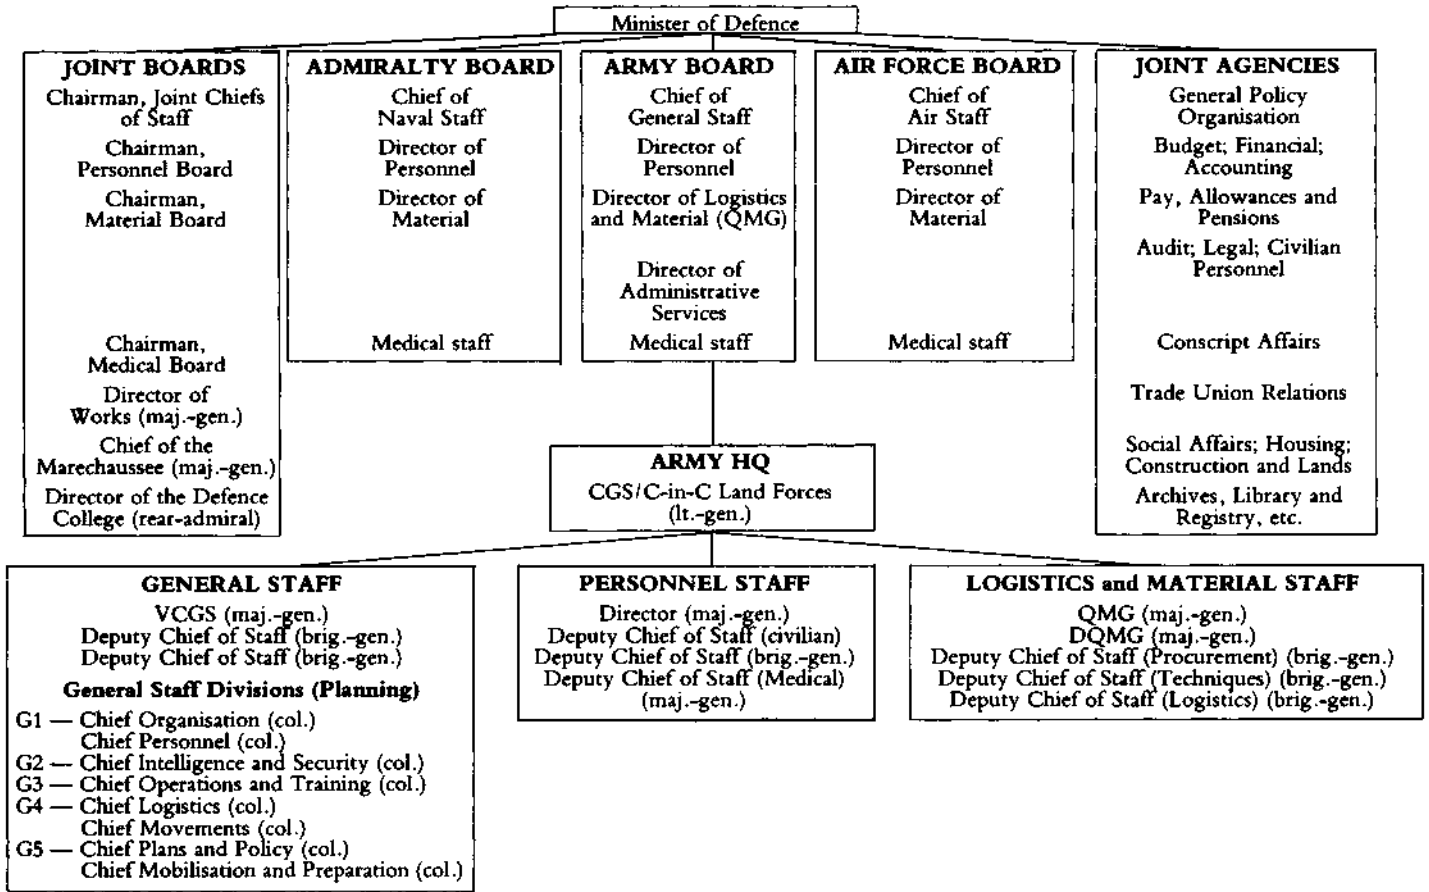 Minister of Defence
JOINT BOARDS
Chairman, Joint Chiefs
of Staff
Chairman,
Personnel Board
Chairman,
Material Board
Chairman,
Medical Board
Director of
Works (maj.-gen.)
Chief of the
Marechaussee (maj.-gen.)
Director of the Defence
College (rear-admiral)
ADMIRALTY BOARD
Chief of
Naval Staff
Director of
Personnel
Director of
Material
Medical staff
ARMY BOARD
Chief of
General Staff
Director of
Personnel
Director of Logistics
and Material (QMG)
Director of
Administrative
Services
Medical staff
AIR FORCE BOARD
Chief of
Air Staff
Director of
Personnel
Director of
Material
Medical staff
JOINT AGENCIES
General Policy
Organisation
Budget; Financial;
Accounting
Pay, Allowances and
Pensions
Audit; Legal; Civilian
Personnel
Conscript Affairs
Trade Union Relations
Social Affairs; Housing;
Construction and Lands
Archives, Library and
Registry, etc.
ARMY HQ
CGS/C-in-C Land Forces
(lt.-gen.)
GENERAL STAFF
VCGS (maj.-gen.)
Deputy Chief of Staff (brig.-gen.)
Deputy Chief of Staff (brig.-gen.)
General Staff Divisions (Planning)
G1 — Chief Organisation (col.)
Chief Personnel (col.)
G2 — Chief Intelligence and Security (col.)
G3 — Chief Operations and Training (col.)
G4 — Chief Logistics (col.)
Chief Movements (col.)
G5 — Chief Plans and Policy (col.)
Chief Mobilisation and Preparation (col.)
PERSONNEL STAFF
Director (maj.-gen.)
Deputy Chief of Staff (civilian)
Deputy Chief of Staff (brig.-gen.)
Deputy Chief of Staff (Medical)
(maj.-gen.)
LOGISTICS and MATERIAL STAFF
QMG (maj.-gen.)
DQMG (maj.-gen.)
Deputy Chief of Staff (Procurement) (brig.-gen.)
Deputy Chief of Staff (Techniques) (brig.-gen.)
Deputy Chief of Staff (Logistics) (brig.-gen.)